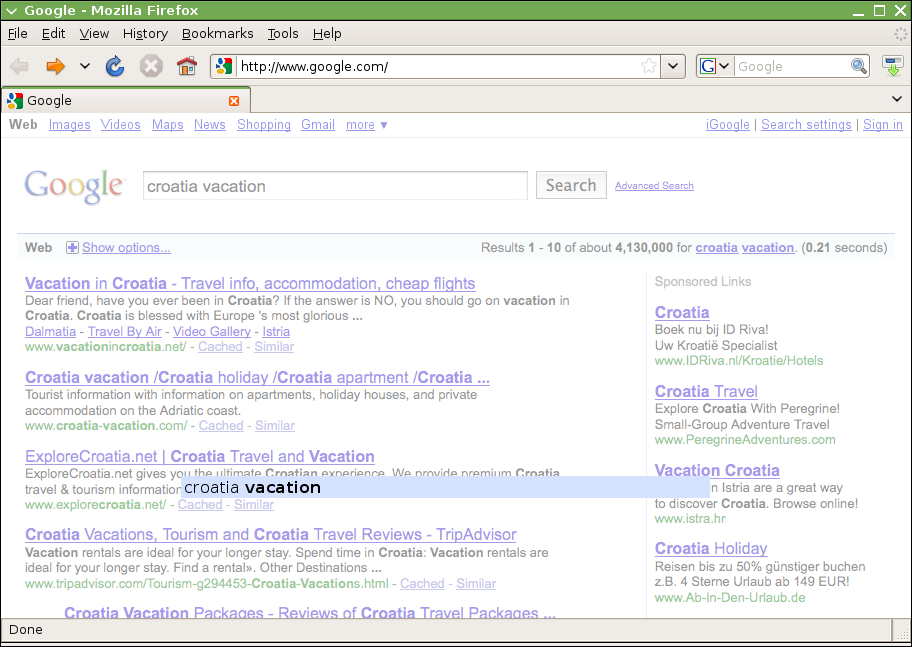 Google - Mozilla Firefox
File Edit View History Bookmarks Tools Help
http://www.google.com/
G Google
Google
Web Images Videos Maps News Shopping Gmail more ▼ iGoogle | Search settings | Sign in
Google croatia vacation Search Advanced Search
Web Show options... Results 1 - 10 of about 4,130,000 for croatia vacation. (0.21 seconds)
Vacation in Croatia - Travel info, accommodation, cheap flights
Dear friend, have you ever been in Croatia? If the answer is NO, you should go on vacation in
Croatia. Croatia is blessed with Europe 's most glorious ...
Dalmatia - Travel By Air - Video Gallery - Istria
www.vacationincroatia.net/ - Cached - Similar
Croatia vacation /Croatia holiday /Croatia apartment /Croatia ...
Tourist information with information on apartments, holiday houses, and private
accommodation on the Adriatic coast.
www.croatia-vacation.com/ - Cached - Similar
ExploreCroatia.net | Croatia Travel and Vacation
ExploreCroatia.net gives you the ultimate Croatian experience. We provide premium Croatia
travel & tourism information
croatia vacation
www.explorecroatia.net/ - Cached - Similar
Croatia Vacations, Tourism and Croatia Travel Reviews - TripAdvisor
Vacation rentals are ideal for your longer stay. Spend time in Croatia: Vacation rentals are
ideal for your longer stay. Find a rental». Other Destinations ...
www.tripadvisor.com/Tourism-g294453-Croatia-Vacations.html - Cached - Similar
Croatia Vacation Packages - Reviews of Croatia Travel Packages ...
Sponsored Links
Croatia
Boek nu bij ID Riva!
Uw Kroatië Specialist
www.IDRiva.nl/Kroatie/Hotels
Croatia Travel
Explore Croatia With Peregrine!
Small-Group Adventure Travel
www.PeregrineAdventures.com
Vacation Croatia
in Istria are a great way
to discover Croatia. Browse online!
www.istra.hr
Croatia Holiday
Reisen bis zu 50% günstiger buchen
z.B. 4 Sterne Urlaub ab 149 EUR!
www.Ab-In-Den-Urlaub.de
Done